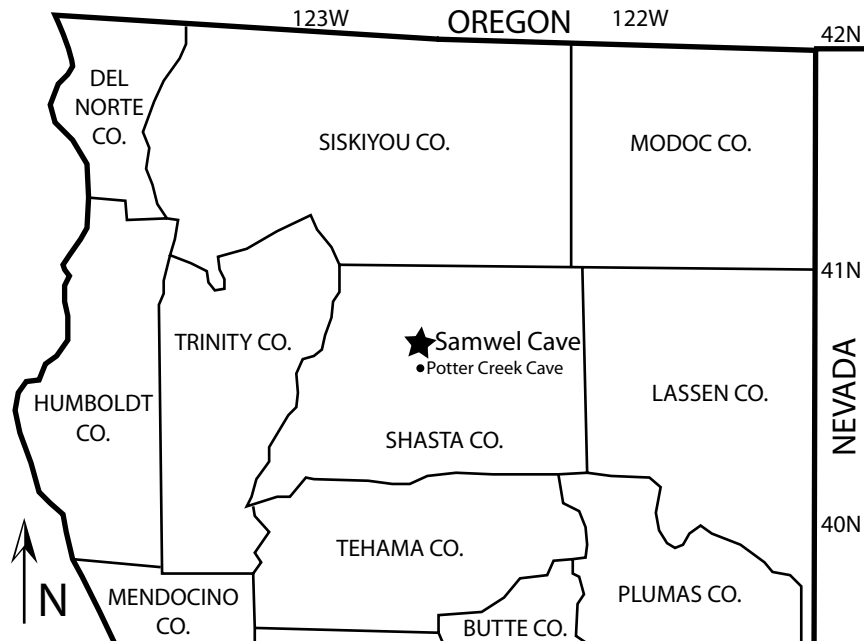 123W
OREGON
122W
42N
DEL
NORTE
CO.
SISKIYOU CO.
MODOC CO.
41N
TRINITY CO.
Samwel Cave
Potter Creek Cave
LASSEN CO.
NEVADA
HUMBOLDT
CO.
SHASTA CO.
40N
TEHAMA CO.
N
MENDOCINO
CO.
BUTTE CO.
PLUMAS CO.